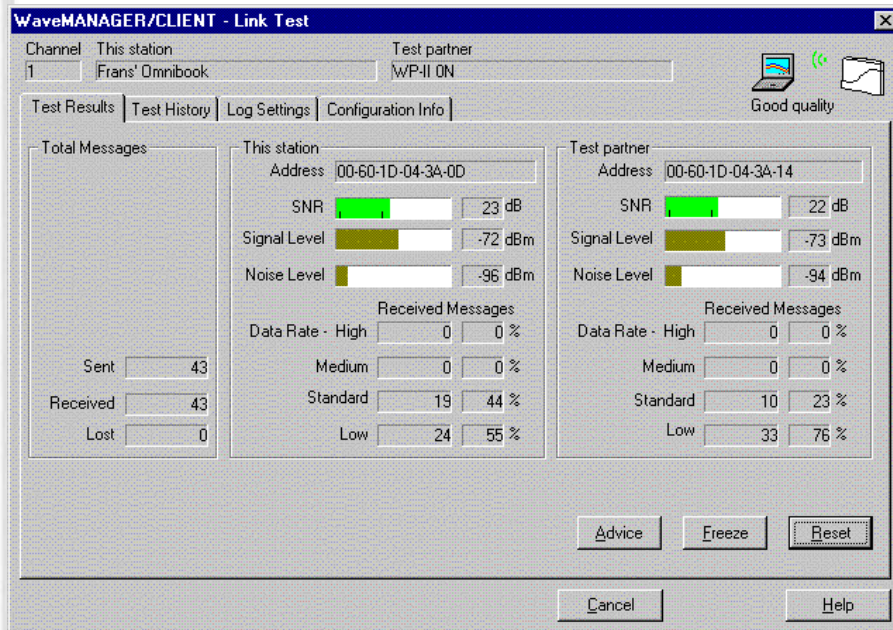 WaveMANAGER/CLIENT - Link Test
Channel This station Test partner
1 Frans' Omnibook WP-II 0N
Good quality
Test Results Test History Log Settings Configuration Info
Total Messages
Sent 43
Received 43
Lost 0
This station
Address 00-60-1D-04-3A-0D
SNR 23 dB
Signal Level -72 dBm
Noise Level -96 dBm
Received Messages
Data Rate - High 0 0 %
Medium 0 0 %
Standard 19 44 %
Low 24 55 %
Test partner
Address 00-60-1D-04-3A-14
SNR 22 dB
Signal Level -73 dBm
Noise Level -94 dBm
Received Messages
Data Rate - High 0 0 %
Medium 0 0 %
Standard 10 23 %
Low 33 76 %
Advice Freeze Reset
Cancel Help